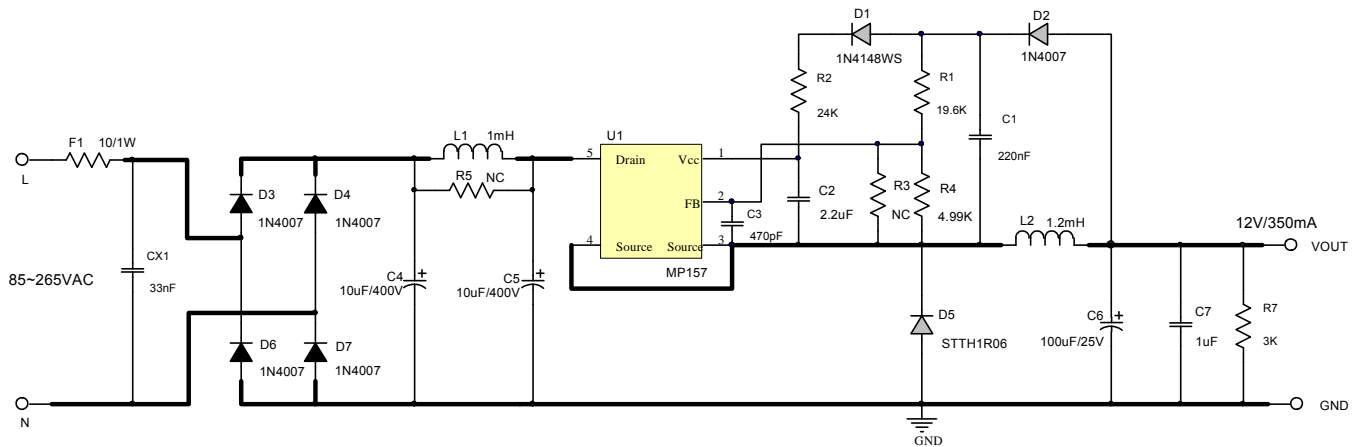 D1
1N4148WS
D2
1N4007
R2
24K
R1
19.6K
C1
220nF
F1 10/1W
L
L1 1mH
R5 NC
U1
5 Drain
Vcc 1
FB 2
4 Source
Source 3
MP157
C2
2.2uF
C3
470pF
R3
NC
R4
4.99K
L2 1.2mH
12V/350mA
VOUT
D3
1N4007
D4
1N4007
85~265VAC
CX1
33nF
C4
10uF/400V
C5
10uF/400V
D6
1N4007
D7
1N4007
D5
STTH1R06
C6
100uF/25V
C7
1uF
R7
3K
N
GND
GND